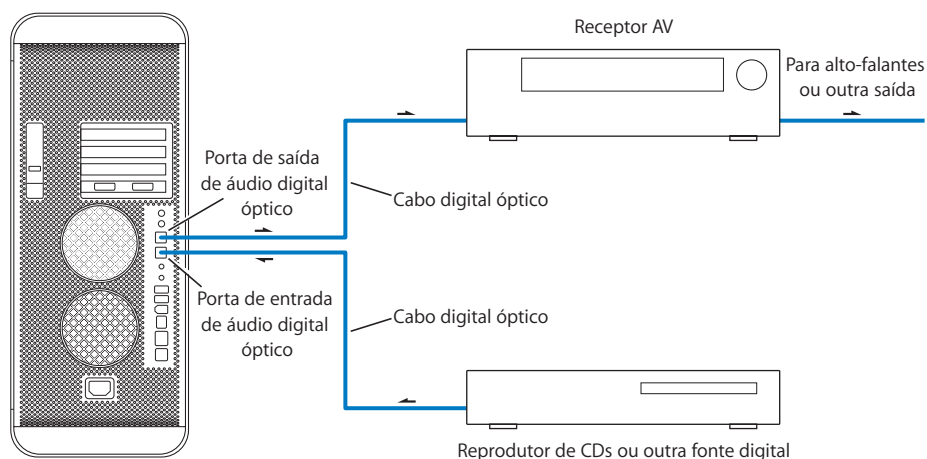 Receptor AV
Para alto-falantes
ou outra saída
Porta de saída
de áudio digital
óptico
Cabo digital óptico
Porta de entrada
de áudio digital
óptico
Cabo digital óptico
Reprodutor de CDs ou outra fonte digital